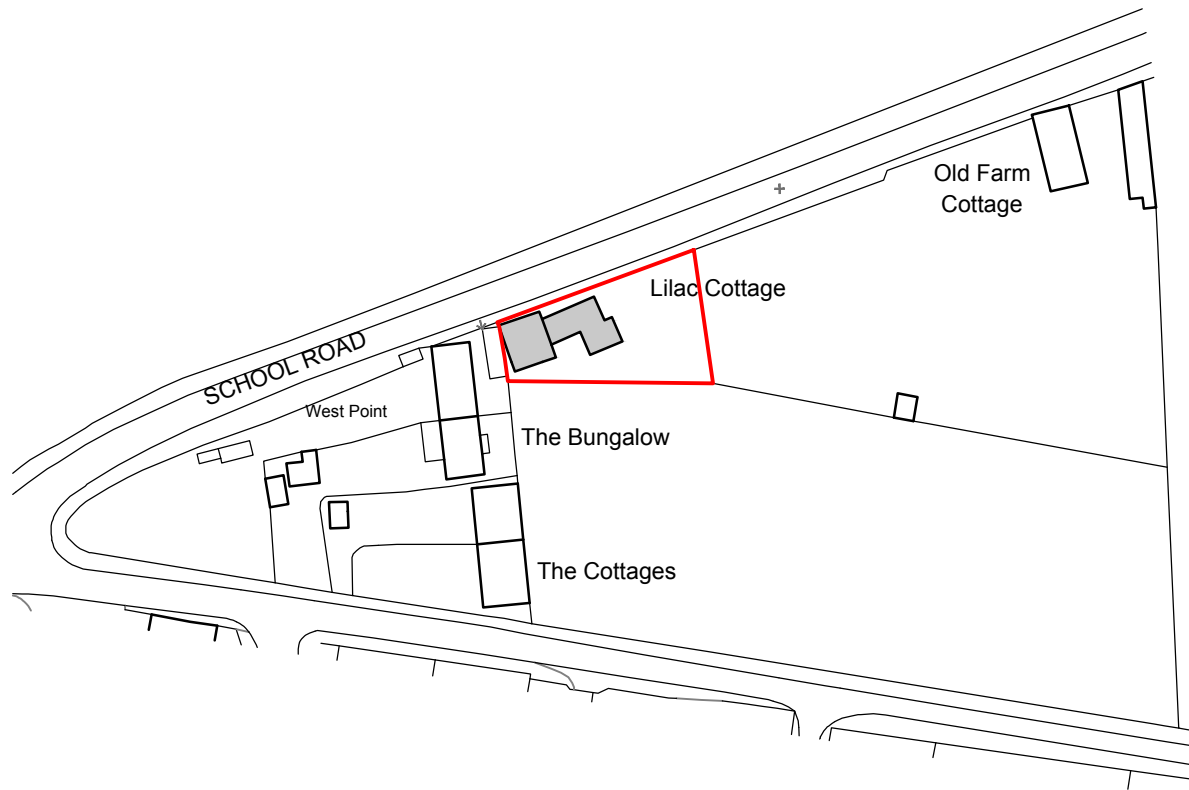 Old Farm
Cottage
Lilac Cottage
SCHOOL ROAD
West Point
The Bungalow
The Cottages